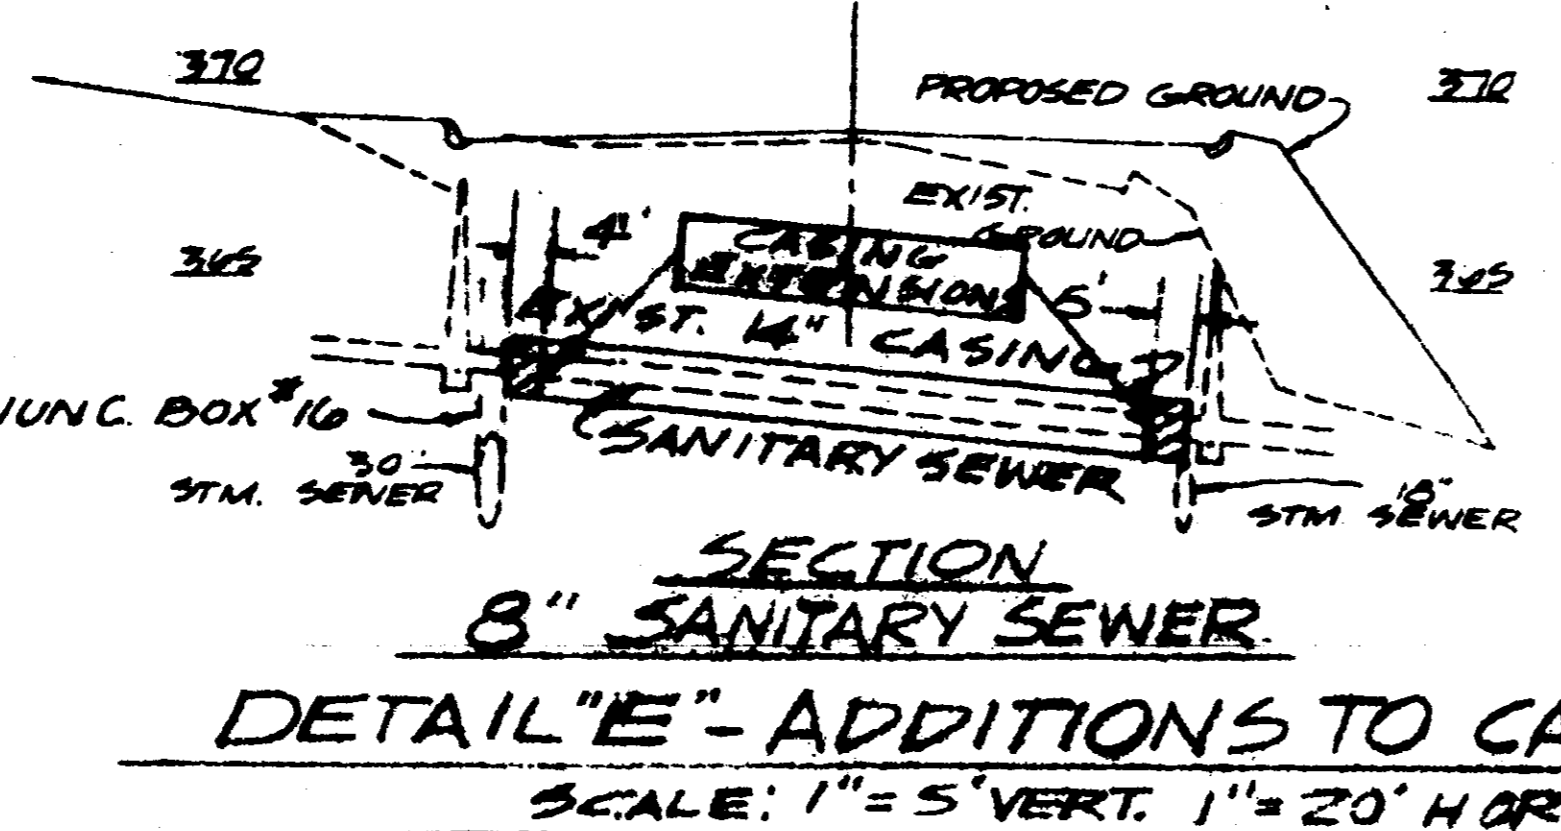 370
PROPOSED GROUND
370
EXIST.
GROUND
4'
CASING
EXTENSIONS
365
365
5'
EXIST. 14" CASING
JUNC. BOX #16
SANITARY SEWER
30"
STM. SEWER
18"
STM. SEWER
SECTION
8" SANITARY SEWER
DETAIL "E" - ADDITIONS TO CA
SCALE: 1" = 5' VERT. 1" = 20' HOR